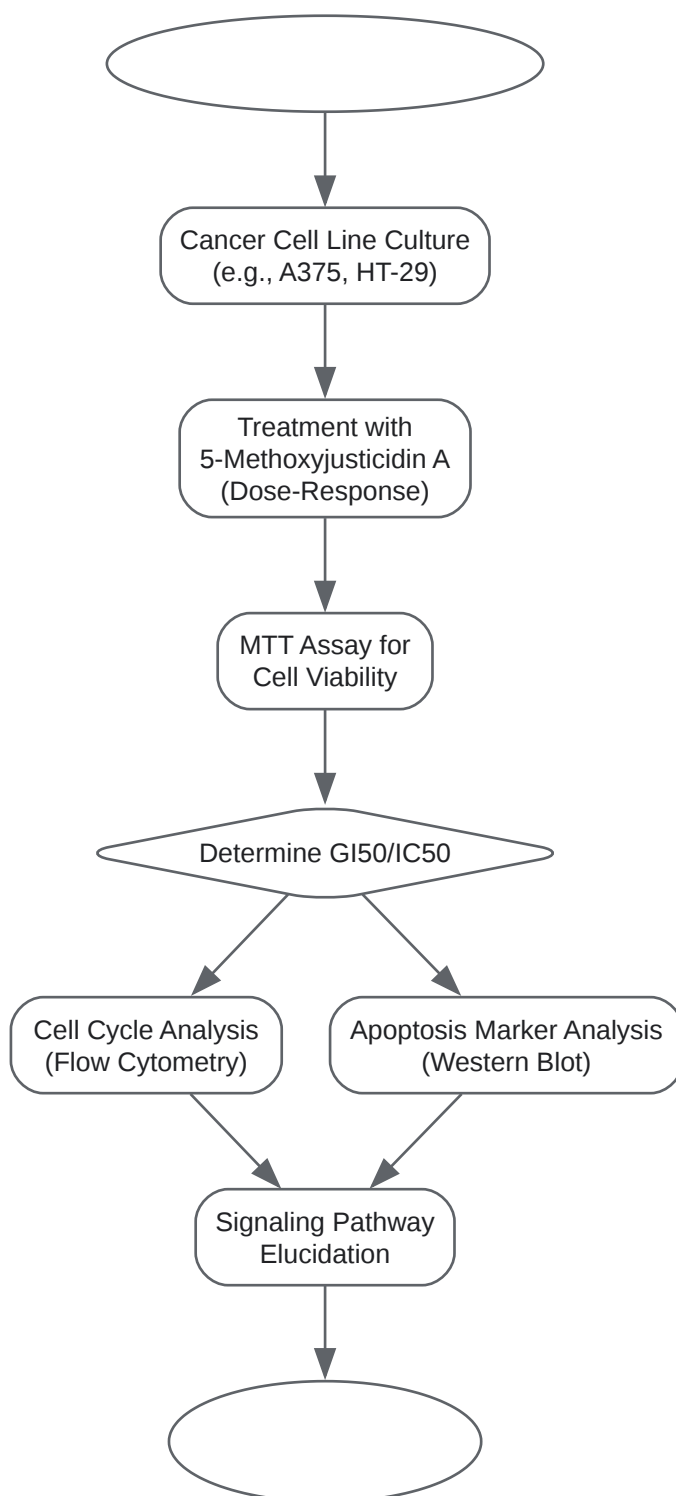 Cancer Cell Line Culture
(e.g., A375, HT-29)
Treatment with
5-Methoxyjusticidin A
(Dose-Response)
MTT Assay for
Cell Viability
Determine GI50/IC50
Cell Cycle Analysis
(Flow Cytometry)
Apoptosis Marker Analysis
(Western Blot)
Signaling Pathway
Elucidation